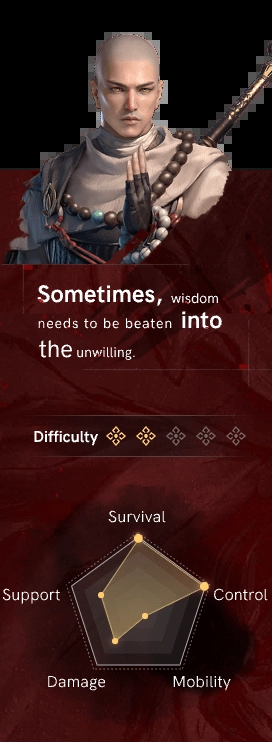 Sometimes, wisdom
needs to be beaten into
the unwilling.
Difficulty
Survival
Support
Control
Damage
Mobility